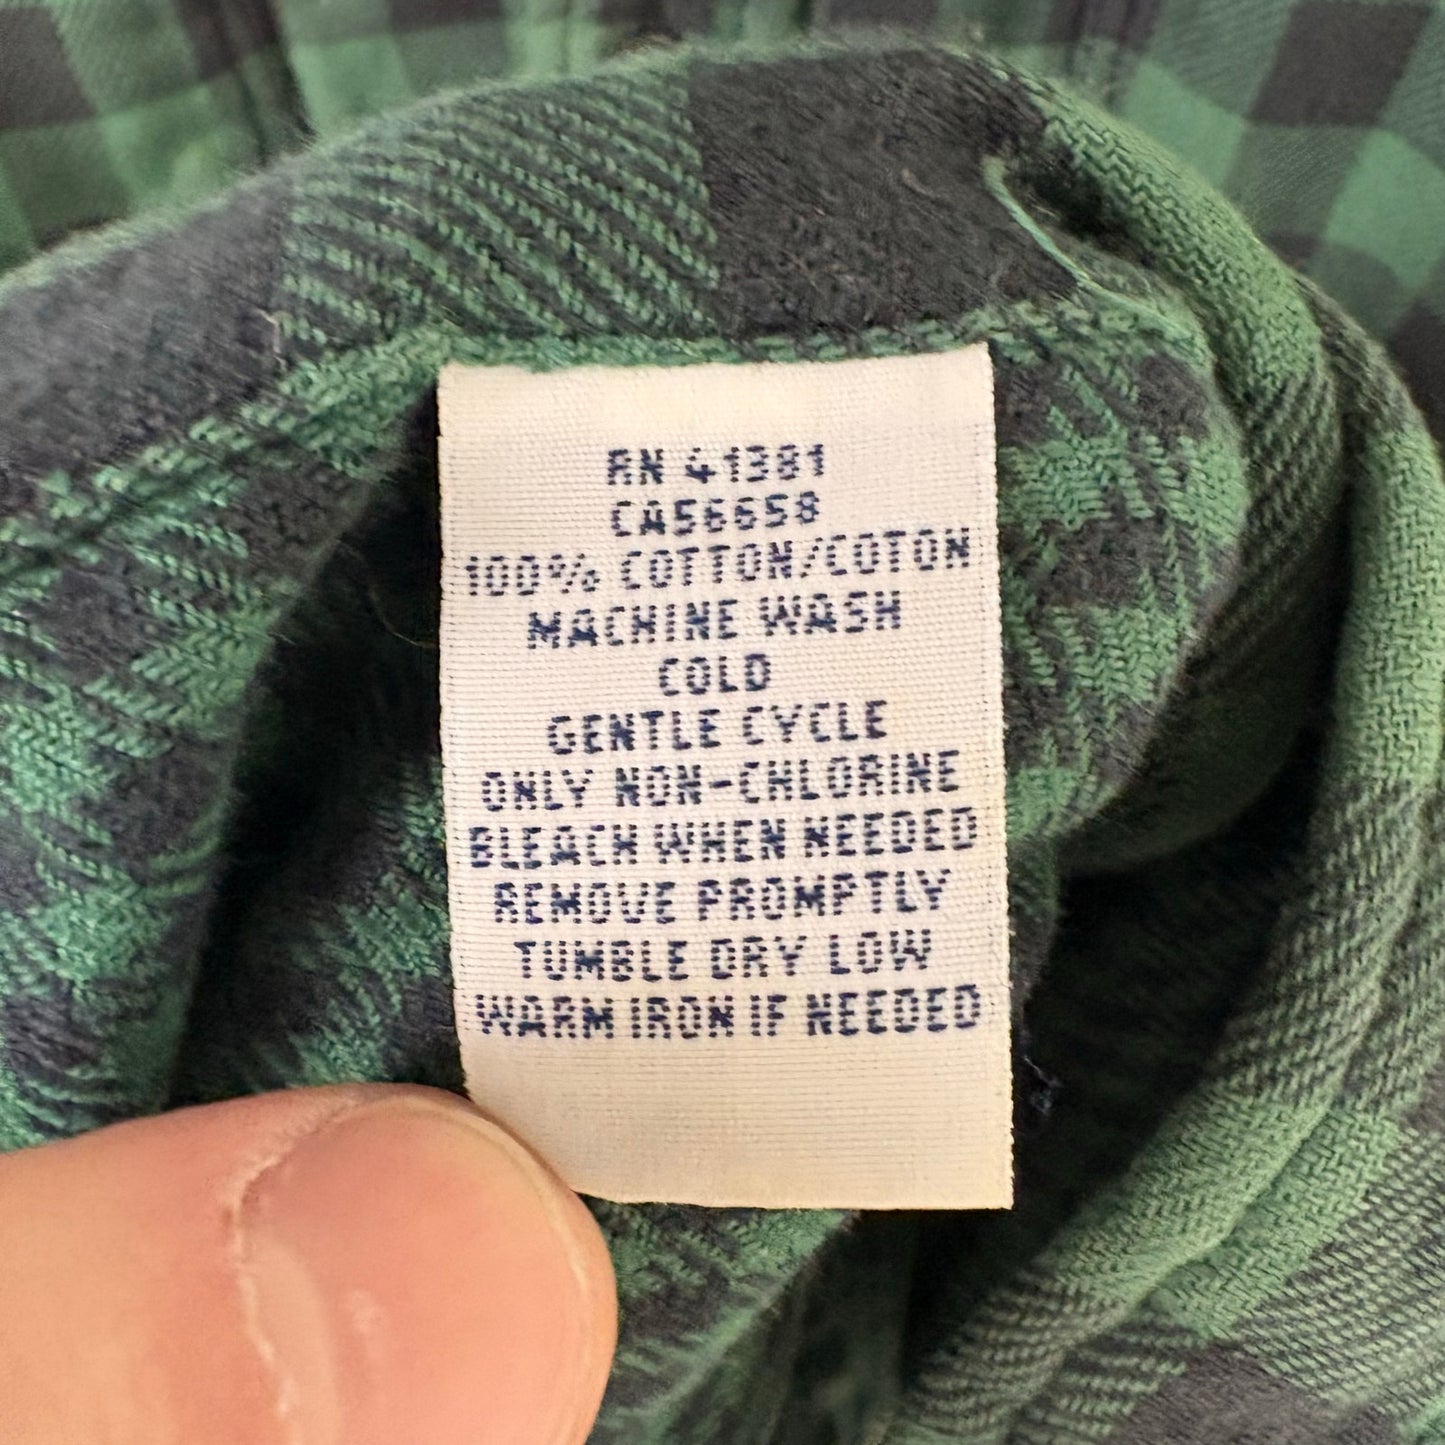 RN 41381
CA56658
100% COTTON/COTON
MACHINE WASH
COLD
GENTLE CYCLE
ONLY NON-CHLORINE
BLEACH WHEN NEEDED
REMOVE PROMPTLY
TUMBLE DRY LOW
WARM IRON IF NEEDED